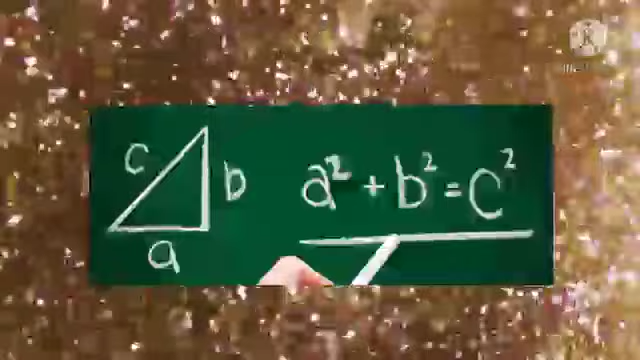 c
b
a
a² + b² = c²